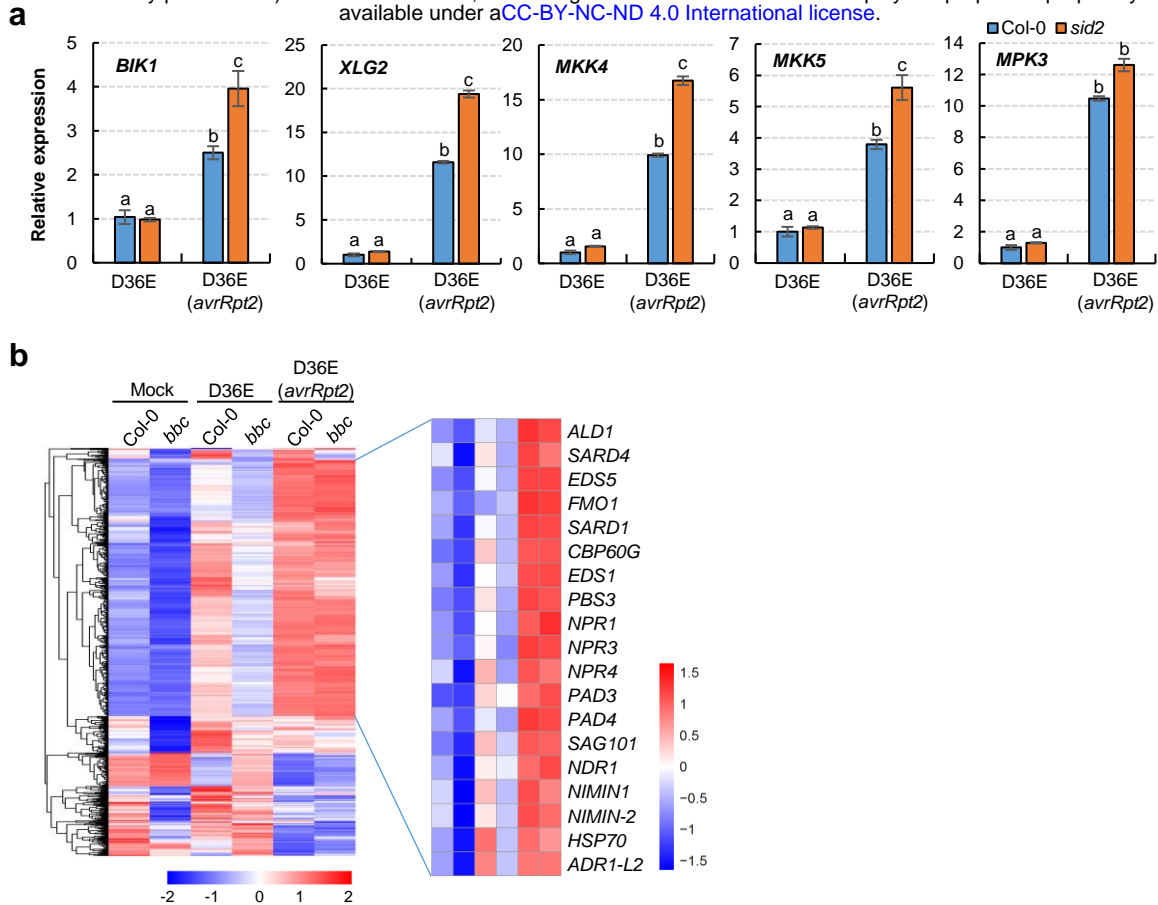 available under aCC-BY-NC-ND 4.0 International license.
a
Col-0 sid2
Relative expression
BIK1
5
4
3
2
1
0
a a b c
D36E D36E
(avrRpt2)
XLG2
25
20
15
10
5
0
a a b c
D36E D36E
(avrRpt2)
MKK4
20
15
10
5
0
a a b c
D36E D36E
(avrRpt2)
MKK5
7
6
5
4
3
2
1
0
a a b c
D36E D36E
(avrRpt2)
MPK3
14
12
10
8
6
4
2
0
a a b b
D36E D36E
(avrRpt2)
b
Mock D36E D36E
(avrRpt2)
Col-0 bbc Col-0 bbc Col-0 bbc
ALD1
SARD4
EDS5
FMO1
SARD1
CBP60G
EDS1
PBS3
NPR1
NPR3
NPR4
PAD3
PAD4
SAG101
NDR1
NIMIN1
NIMIN-2
HSP70
ADR1-L2
1.5
1
0.5
0
−0.5
−1
−1.5
-2 -1 0 1 2